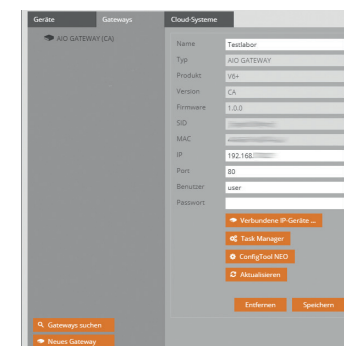 Geräte
Gateways
Cloud-Systeme
AIO GATEWAY (CA)
Name Testlabor
Typ AIO GATEWAY
Produkt V6+
Version CA
Firmware 1.0.0
SID
MAC
IP 192.168.
Port 80
Benutzer user
Passwort
Verbundene IP-Geräte ...
Task Manager
ConfigTool NEO
Aktualisieren
Entfernen Speichern
Gateways suchen
Neues Gateway